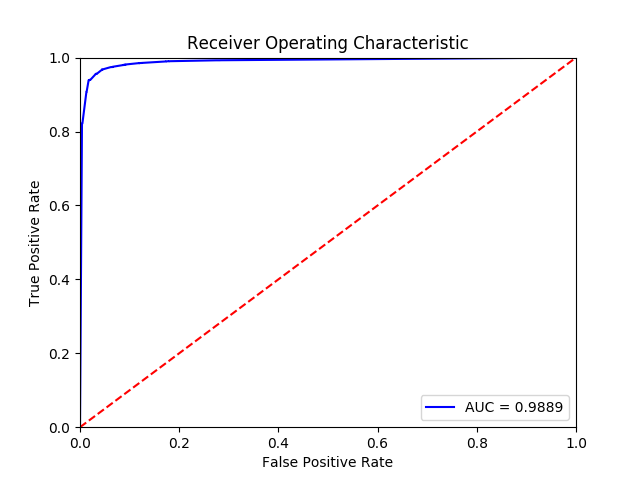 Receiver Operating Characteristic
1.0
0.8
0.6
0.4
0.2
0.0
True Positive Rate
AUC = 0.9889
0.0 0.2 0.4 0.6 0.8 1.0
False Positive Rate